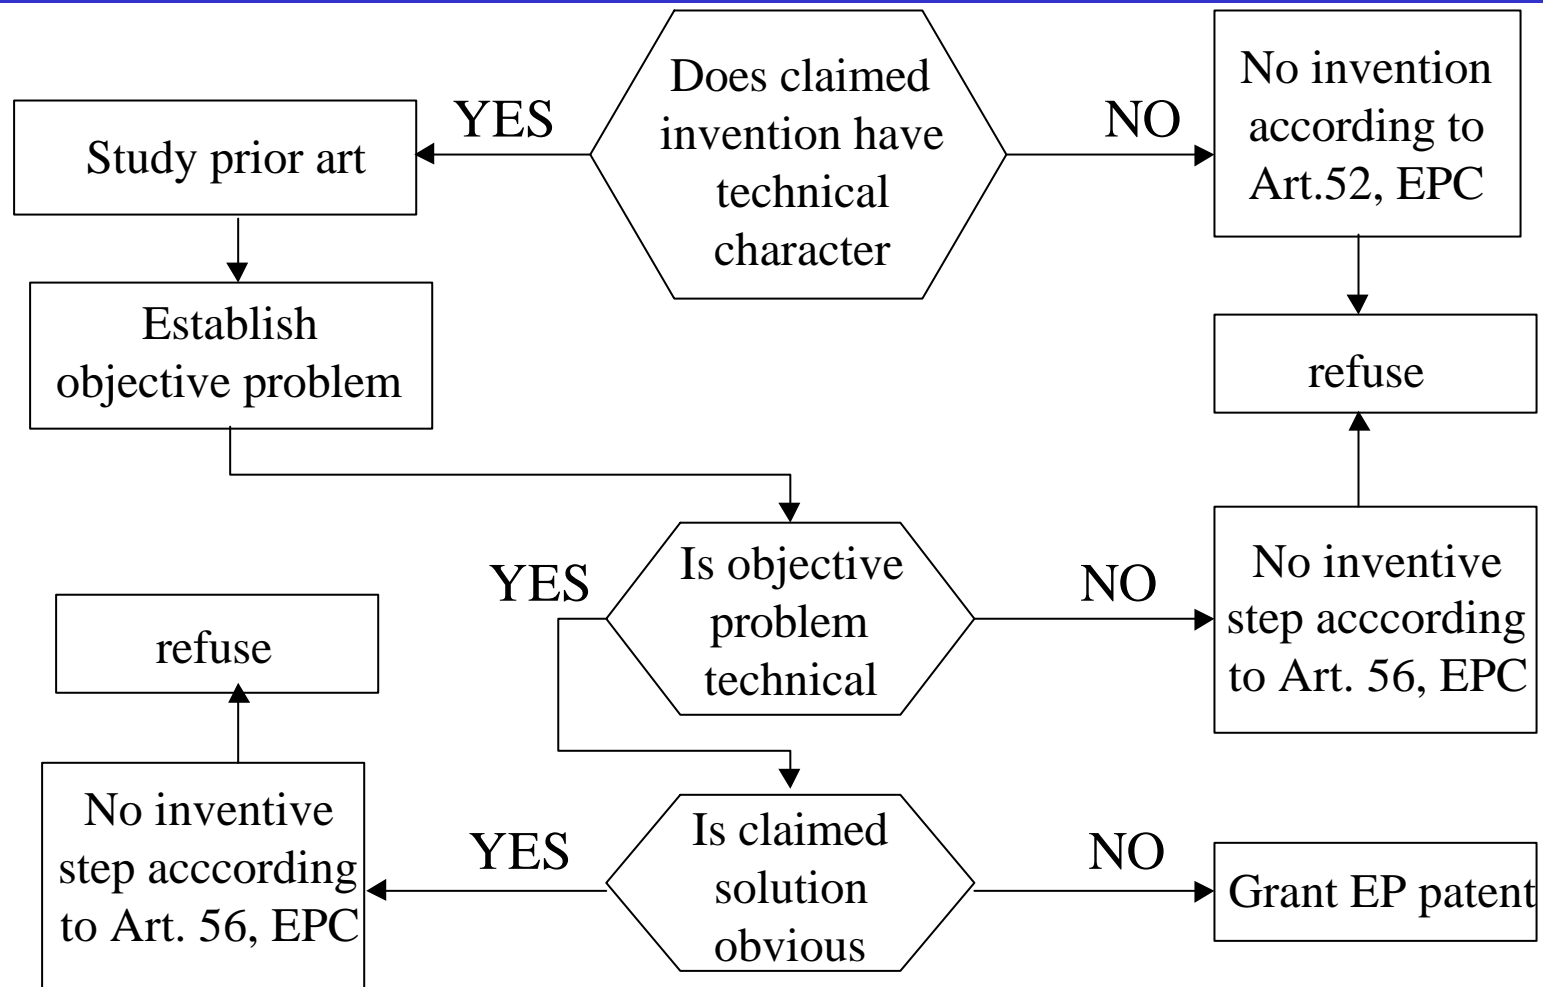 Does claimed
invention have
technical
character
YES
NO
Study prior art
No invention
according to
Art.52, EPC
Establish
objective problem
refuse
Is objective
problem
technical
YES
NO
No inventive
step acccording
to Art. 56, EPC
refuse
Is claimed
solution
obvious
YES
NO
No inventive
step acccording
to Art. 56, EPC
Grant EP patent